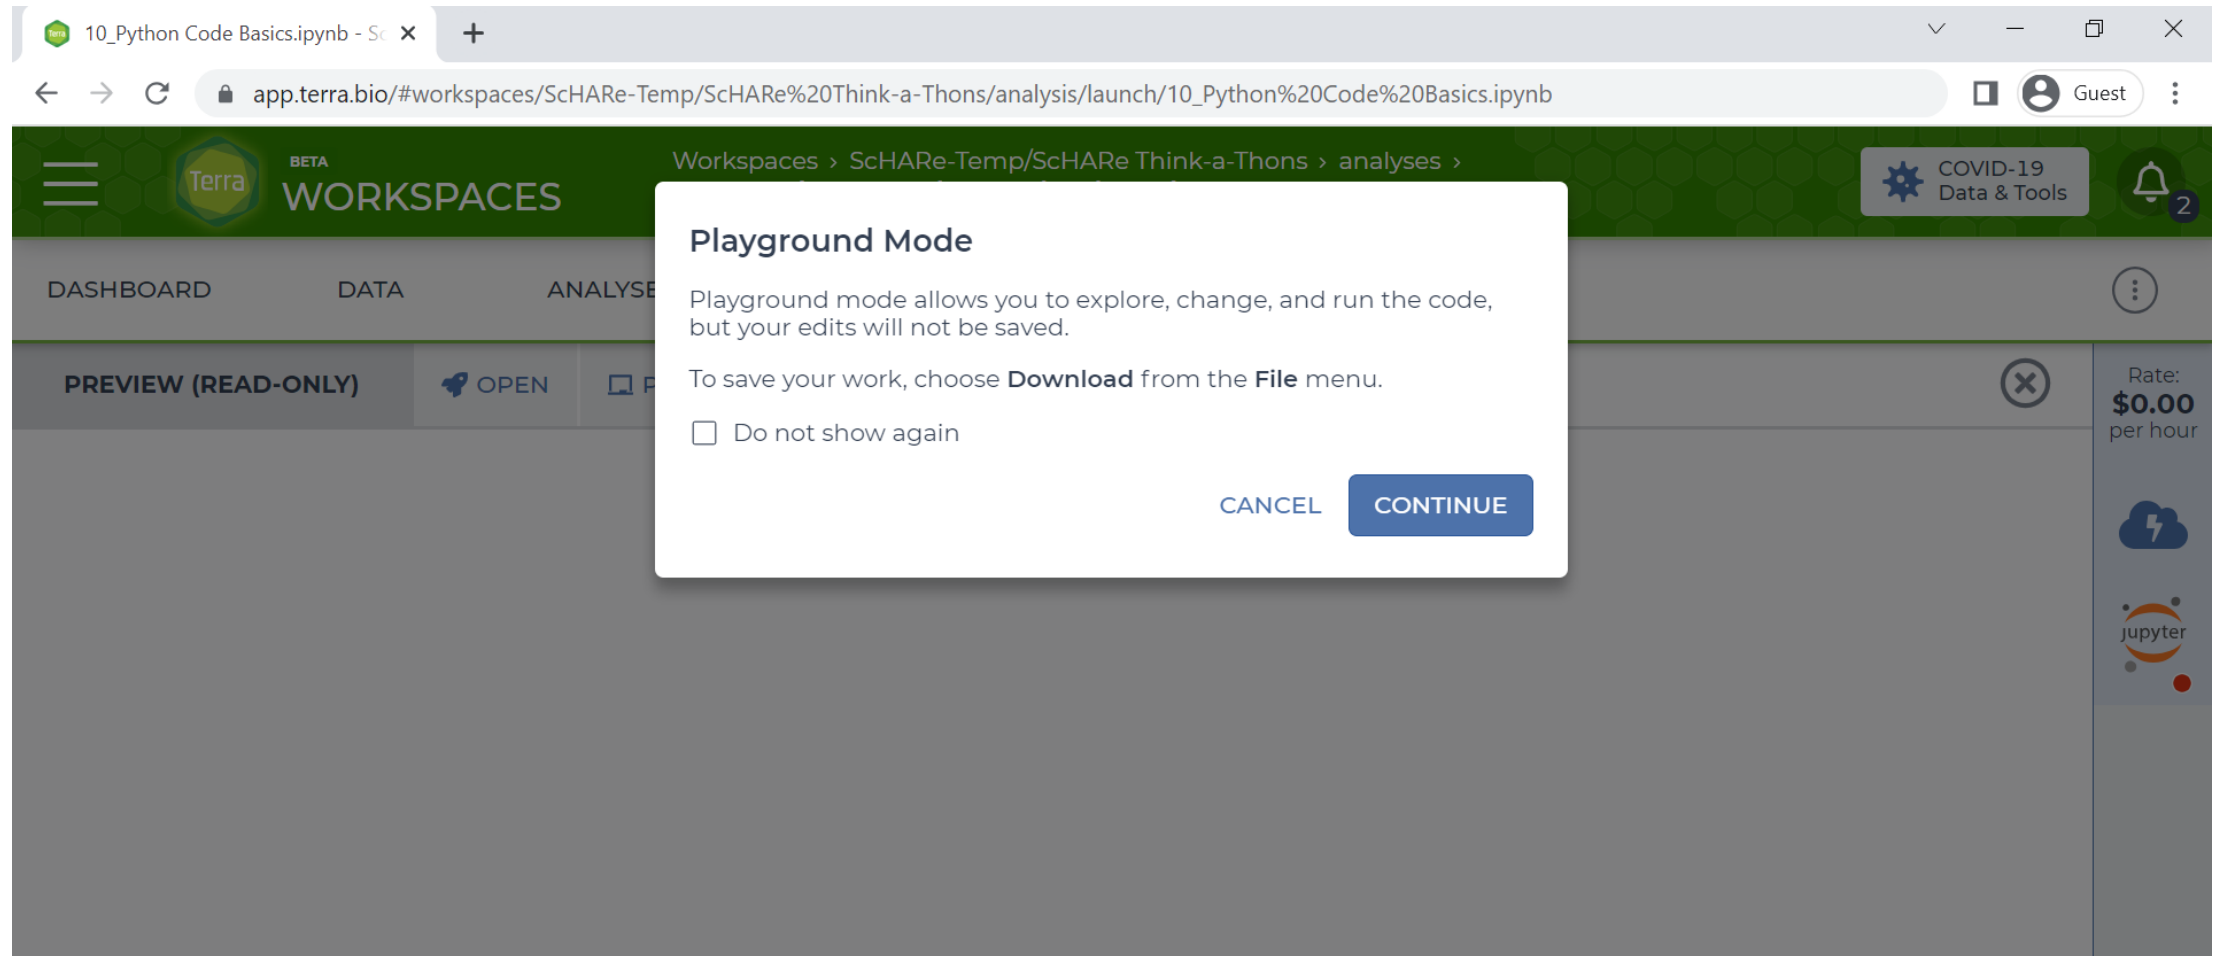 10_Python Code Basics.ipynb - Sc
app.terra.bio/#workspaces/ScHARe-Temp/ScHARe%20Think-a-Thons/analysis/launch/10_Python%20Code%20Basics.ipynb
Guest
Terra
BETA
WORKSPACES
Workspaces › ScHARe-Temp/ScHARe Think-a-Thons › analyses ›
COVID-19
Data & Tools
2
DASHBOARD DATA ANALYSE
Playground Mode
Playground mode allows you to explore, change, and run the code,
but your edits will not be saved.
To save your work, choose Download from the File menu.
Do not show again
CANCEL CONTINUE
PREVIEW (READ-ONLY) OPEN P
Rate:
$0.00
per hour
jupyter